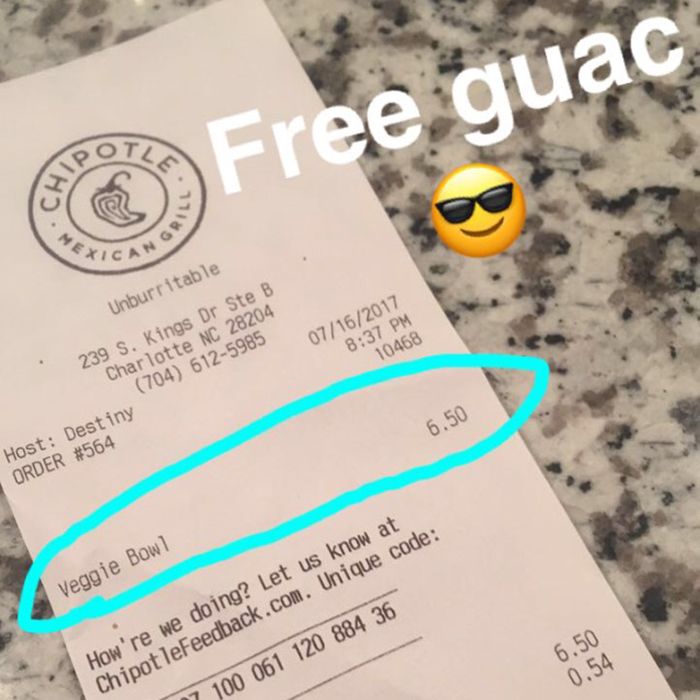 Free guac
CHIPOTLE
MEXICAN GRILL
Unburritable
239 S. Kings Dr Ste B
Charlotte NC 28204
(704) 612-5985
07/16/2017
8:37 PM
10468
Host: Destiny
ORDER #564
Veggie Bowl 6.50
How're we doing? Let us know at
ChipotleFeedback.com. Unique code:
100 061 120 884 36
6.50
0.54